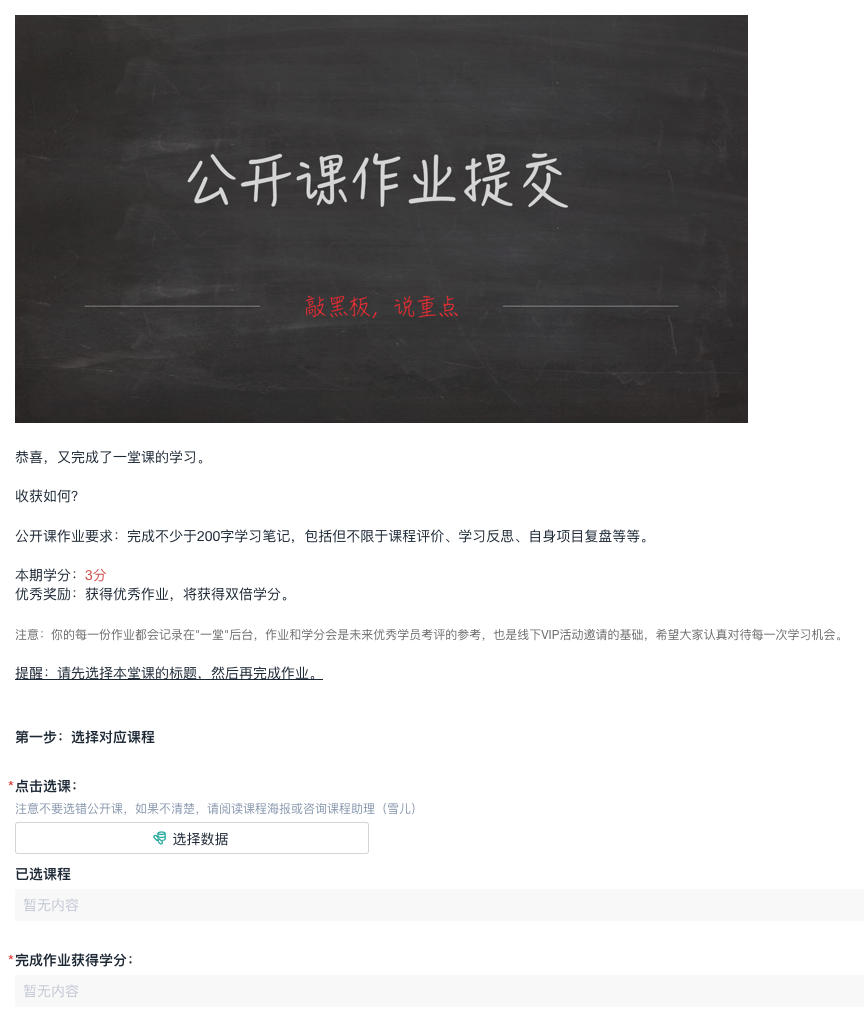 公开课作业提交
敲黑板，说重点
恭喜，又完成了一堂课的学习。
收获如何？
公开课作业要求：完成不少于200字学习笔记，包括但不限于课程评价、学习反思、自身项目复盘等等。
本期学分：3分
优秀奖励：获得优秀作业，将获得双倍学分。
注意：你的每一份作业都会记录在"一堂"后台，作业和学分会是未来优秀学员考评的参考，也是线下VIP活动邀请的基础，希望大家认真对待每一次学习机会。
提醒：请先选择本堂课的标题，然后再完成作业。
第一步：选择对应课程
*点击选课：
注意不要选错公开课，如果不清楚，请阅读课程海报或咨询课程助理（雪儿）
选择数据
已选课程
暂无内容
*完成作业获得学分：
暂无内容